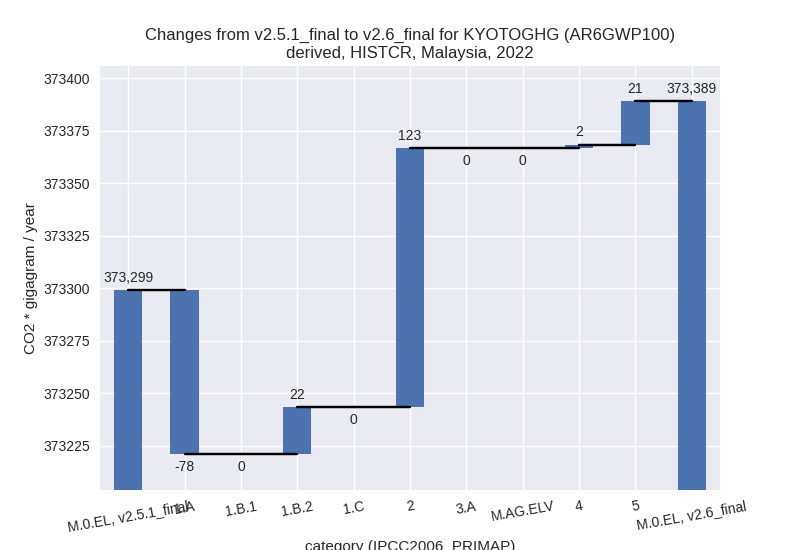 Changes from v2.5.1_final to v2.6_final for KYOTOGHG (AR6GWP100)
derived, HISTCR, Malaysia, 2022
CO2 * gigagram / year
373400
373375
373350
373325
373300
373275
373250
373225
373,299
-78
0
22
0
123
0
0
2
21
373,389
M.0.EL, v2.5.1_final
1.A
1.B.1
1.B.2
1.C
2
3.A
M.AG.ELV
4
5
M.0.EL, v2.6_final
category (IPCC2006_PRIMAP)